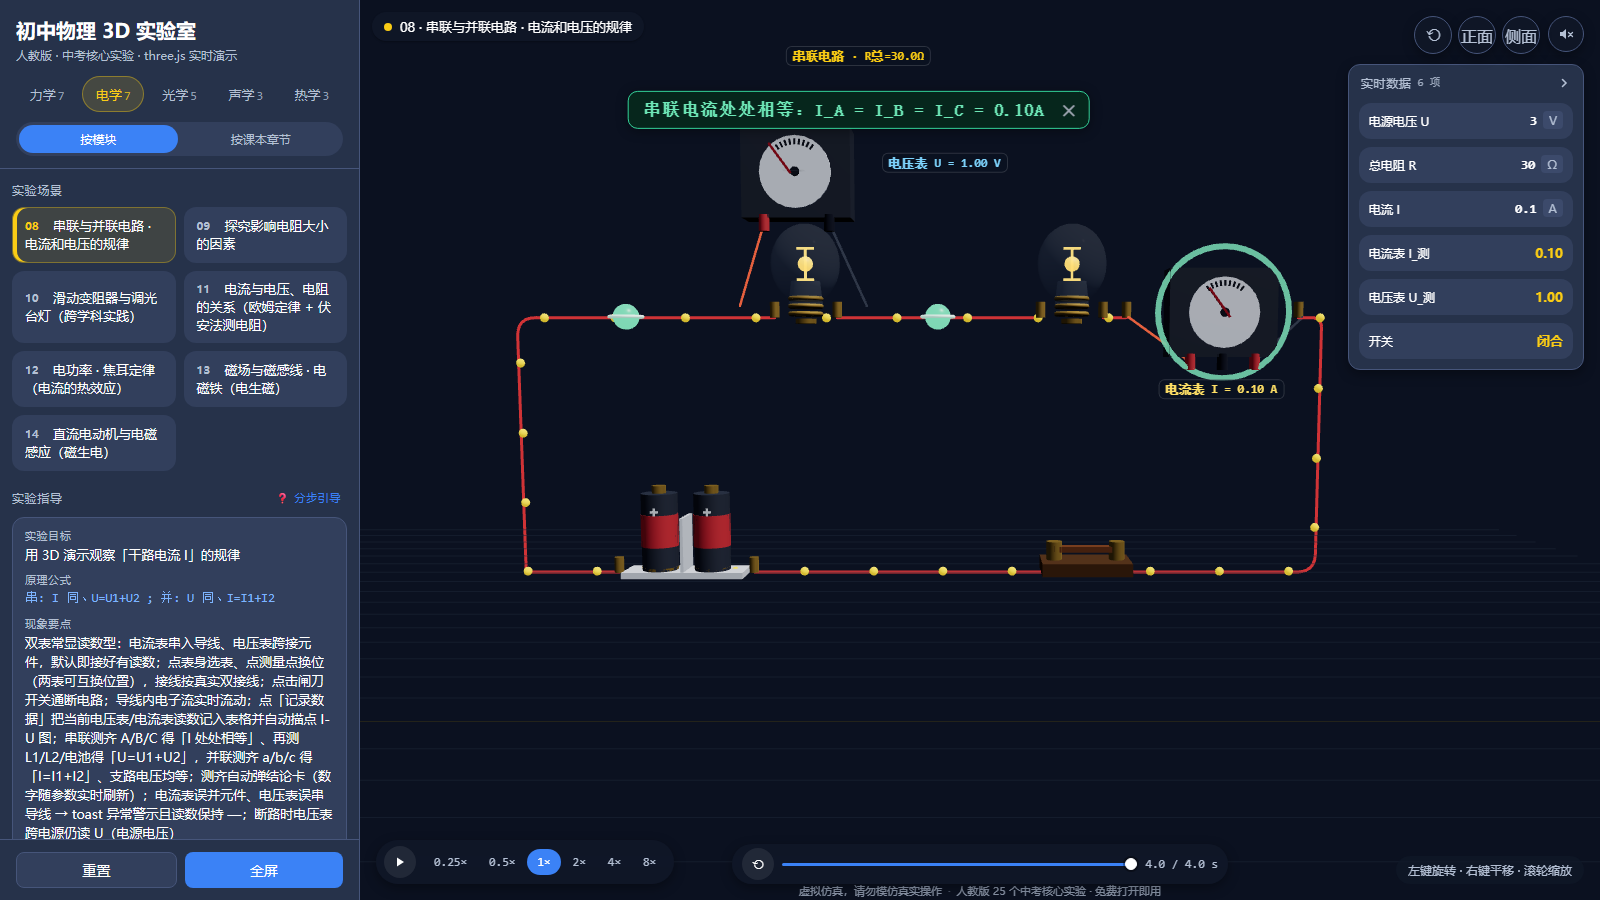 初中物理 3D 实验室
人教版 · 中考核心实验 · three.js 实时演示
力学 7
电学 7
光学 5
声学 3
热学 3
按模块
按课本章节
实验场景
08 串联与并联电路 · 电流和电压的规律
09 探究影响电阻大小的因素
10 滑动变阻器与调光台灯（跨学科实践）
11 电流与电压、电阻的关系（欧姆定律 + 伏安法测电阻）
12 电功率 · 焦耳定律（电流的热效应）
13 磁场与磁感线 · 电磁铁（电生磁）
14 直流电动机与电磁感应（磁生电）
实验指导
❓ 分步引导
实验目标
用 3D 演示观察「干路电流 I」的规律
原理公式
串: I 同、U=U1+U2 ; 并: U 同、I=I1+I2
现象要点
双表常显读数型：电流表串入导线、电压表跨接元
件，默认即接好有读数；点表身选表、点测量点换位
（两表可互换位置），接线按真实双接线；点击闸刀
开关通断电路；导线内电子流实时流动；点「记录数
据」把当前电压表/电流表读数记入表格并自动描点 I-
U 图；串联测齐 A/B/C 得「I 处处相等」、再测
L1/L2/电池得「U=U1+U2」，并联测齐 a/b/c 得
「I=I1+I2」、支路电压均等；测齐自动弹结论卡（数
字随参数实时刷新）；电流表误并元件、电压表误串
导线 → toast 异常警示且读数保持 —；断路时电压表
跨电源仍读 U（电源电压）
重置
全屏
08 · 串联与并联电路 · 电流和电压的规律
串联电路 · R总=30.0Ω
串联电流处处相等: I_A = I_B = I_C = 0.10A ×
电压表 U = 1.00 V
电流表 I = 0.10 A
正面
侧面
实时数据 6 项
电源电压 U 3 V
总电阻 R 30 Ω
电流 I 0.1 A
电流表 I_测 0.10
电压表 U_测 1.00
开关 闭合
0.25×
0.5×
1×
2×
4×
8×
4.0 / 4.0 s
左键旋转 · 右键平移 · 滚轮缩放
虚拟仿真，请勿模仿真实操作 · 人教版 25 个中考核心实验 · 免费打开即用